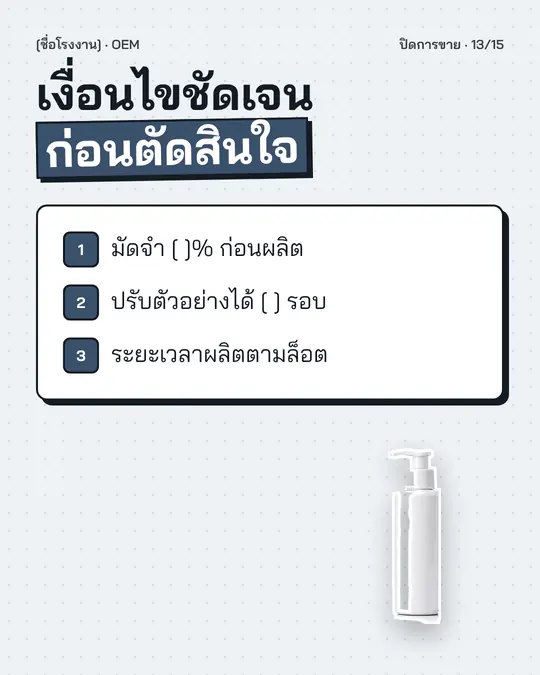 (ชื่อโรงงาน) · OEM
ปิดการขาย · 13/15
เงื่อนไขชัดเจน
ก่อนตัดสินใจ
1 มัดจำ ( )% ก่อนผลิต
2 ปรับตัวอย่างได้ ( ) รอบ
3 ระยะเวลาผลิตตามล็อต